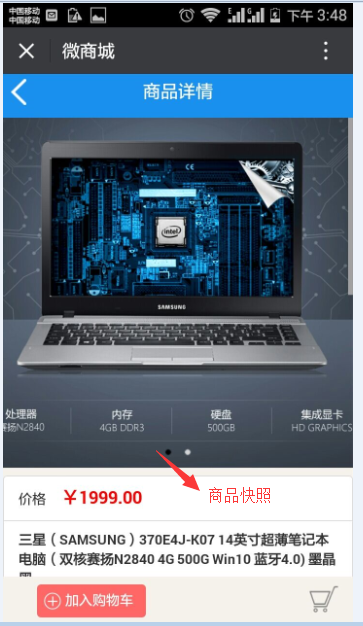 中国移动
中国移动
E G 下午 3:48
微商城
商品详情
CE
intel
SAMSUNG
处理器 内存 硬盘 集成显卡
赛扬N2840 4GB DDR3 500GB HD GRAPHICS
商品快照
价格 ￥1999.00
三星（SAMSUNG）370E4J-K07 14英寸超薄笔记本
电脑（双核赛扬N2840 4G 500G Win10 蓝牙4.0) 墨晶
加入购物车